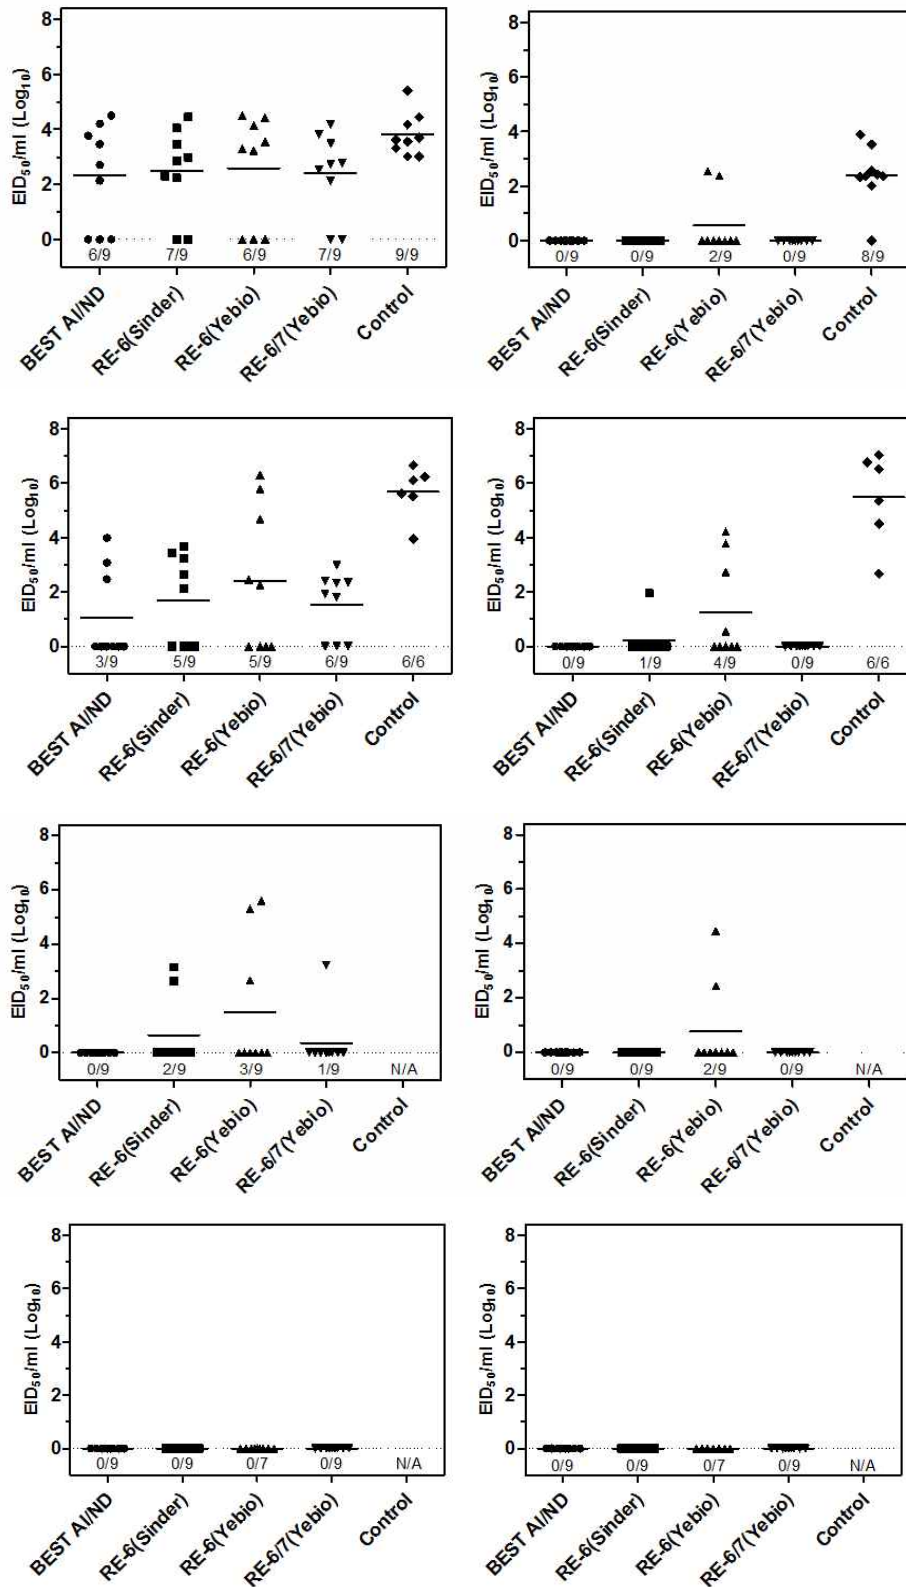 EID50/ml (Log10)
8
6
4
2
0
6/9 7/9 6/9 7/9 9/9
BEST AI/ND
RE-6(Sinder)
RE-6(Yebio)
RE-6/7(Yebio)
Control
EID50/ml (Log10)
8
6
4
2
0
0/9 0/9 2/9 0/9 8/9
BEST AI/ND
RE-6(Sinder)
RE-6(Yebio)
RE-6/7(Yebio)
Control
EID50/ml (Log10)
8
6
4
2
0
3/9 5/9 5/9 6/9 6/6
BEST AI/ND
RE-6(Sinder)
RE-6(Yebio)
RE-6/7(Yebio)
Control
EID50/ml (Log10)
8
6
4
2
0
0/9 1/9 4/9 0/9 6/6
BEST AI/ND
RE-6(Sinder)
RE-6(Yebio)
RE-6/7(Yebio)
Control
EID50/ml (Log10)
8
6
4
2
0
0/9 2/9 3/9 1/9 N/A
BEST AI/ND
RE-6(Sinder)
RE-6(Yebio)
RE-6/7(Yebio)
Control
EID50/ml (Log10)
8
6
4
2
0
0/9 0/9 2/9 0/9 N/A
BEST AI/ND
RE-6(Sinder)
RE-6(Yebio)
RE-6/7(Yebio)
Control
EID50/ml (Log10)
8
6
4
2
0
0/9 0/9 0/7 0/9 N/A
BEST AI/ND
RE-6(Sinder)
RE-6(Yebio)
RE-6/7(Yebio)
Control
EID50/ml (Log10)
8
6
4
2
0
0/9 0/9 0/7 0/9 N/A
BEST AI/ND
RE-6(Sinder)
RE-6(Yebio)
RE-6/7(Yebio)
Control